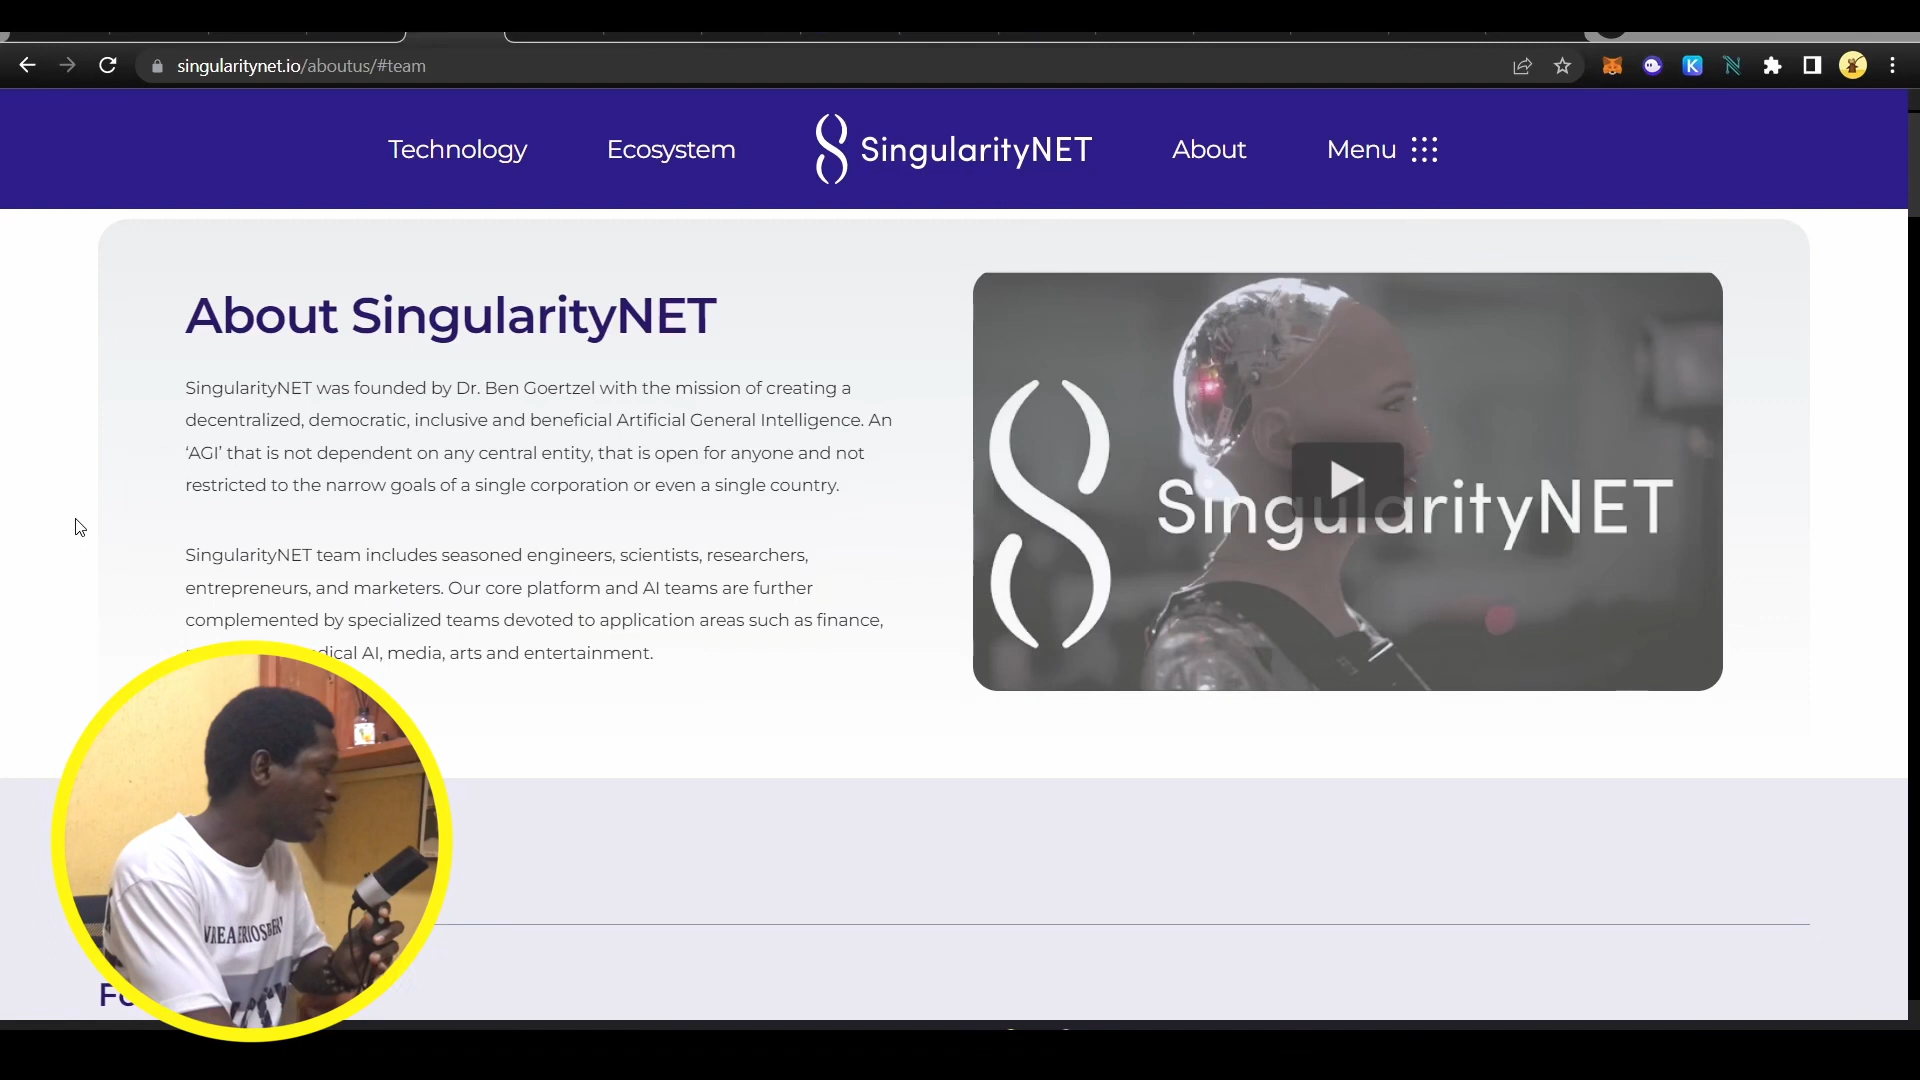 singularitynet.io/aboutus/#team
Technology
Ecosystem
SingularityNET
About
Menu
About SingularityNET
SingularityNET was founded by Dr. Ben Goertzel with the mission of creating a
decentralized, democratic, inclusive and beneficial Artificial General Intelligence. An
‘AGI’ that is not dependent on any central entity, that is open for anyone and not
restricted to the narrow goals of a single corporation or even a single country.
SingularityNET team includes seasoned engineers, scientists, researchers,
entrepreneurs, and marketers. Our core platform and AI teams are further
complemented by specialized teams devoted to application areas such as finance,
AI, media, arts and entertainment.
SingularityNET